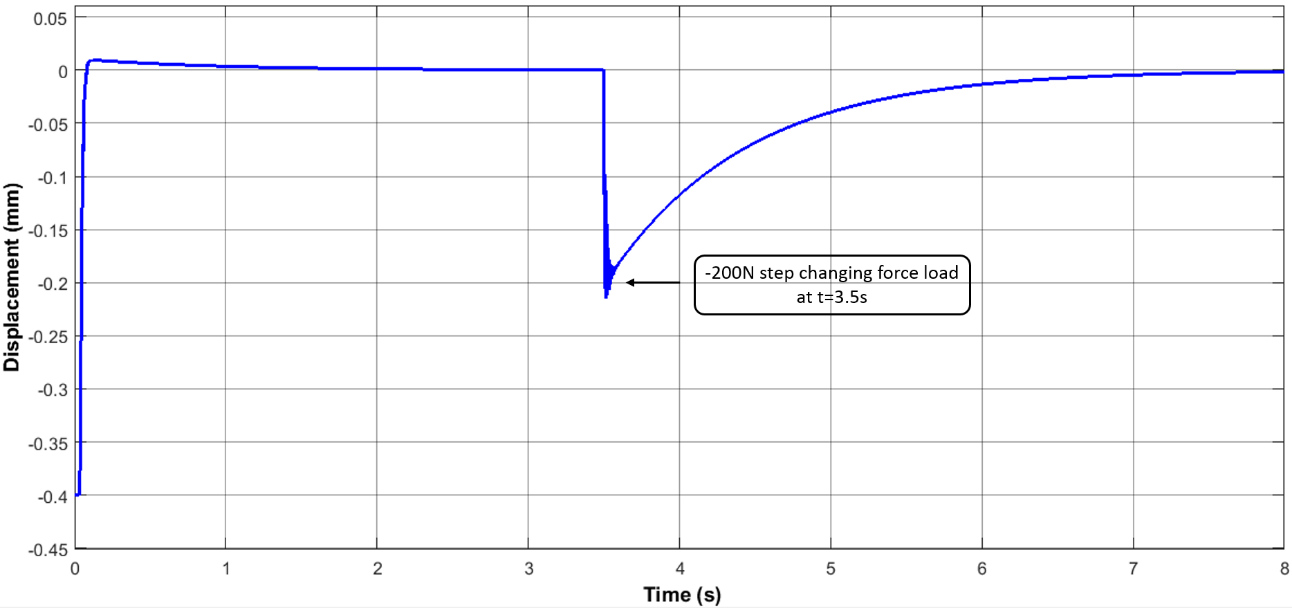 0.05
0
-0.05
-0.1
-0.15
-0.2
-0.25
-0.3
-0.35
-0.4
-0.45
Displacement (mm)
-200N step changing force load
at t=3.5s
0 1 2 3 4 5 6 7 8
Time (s)